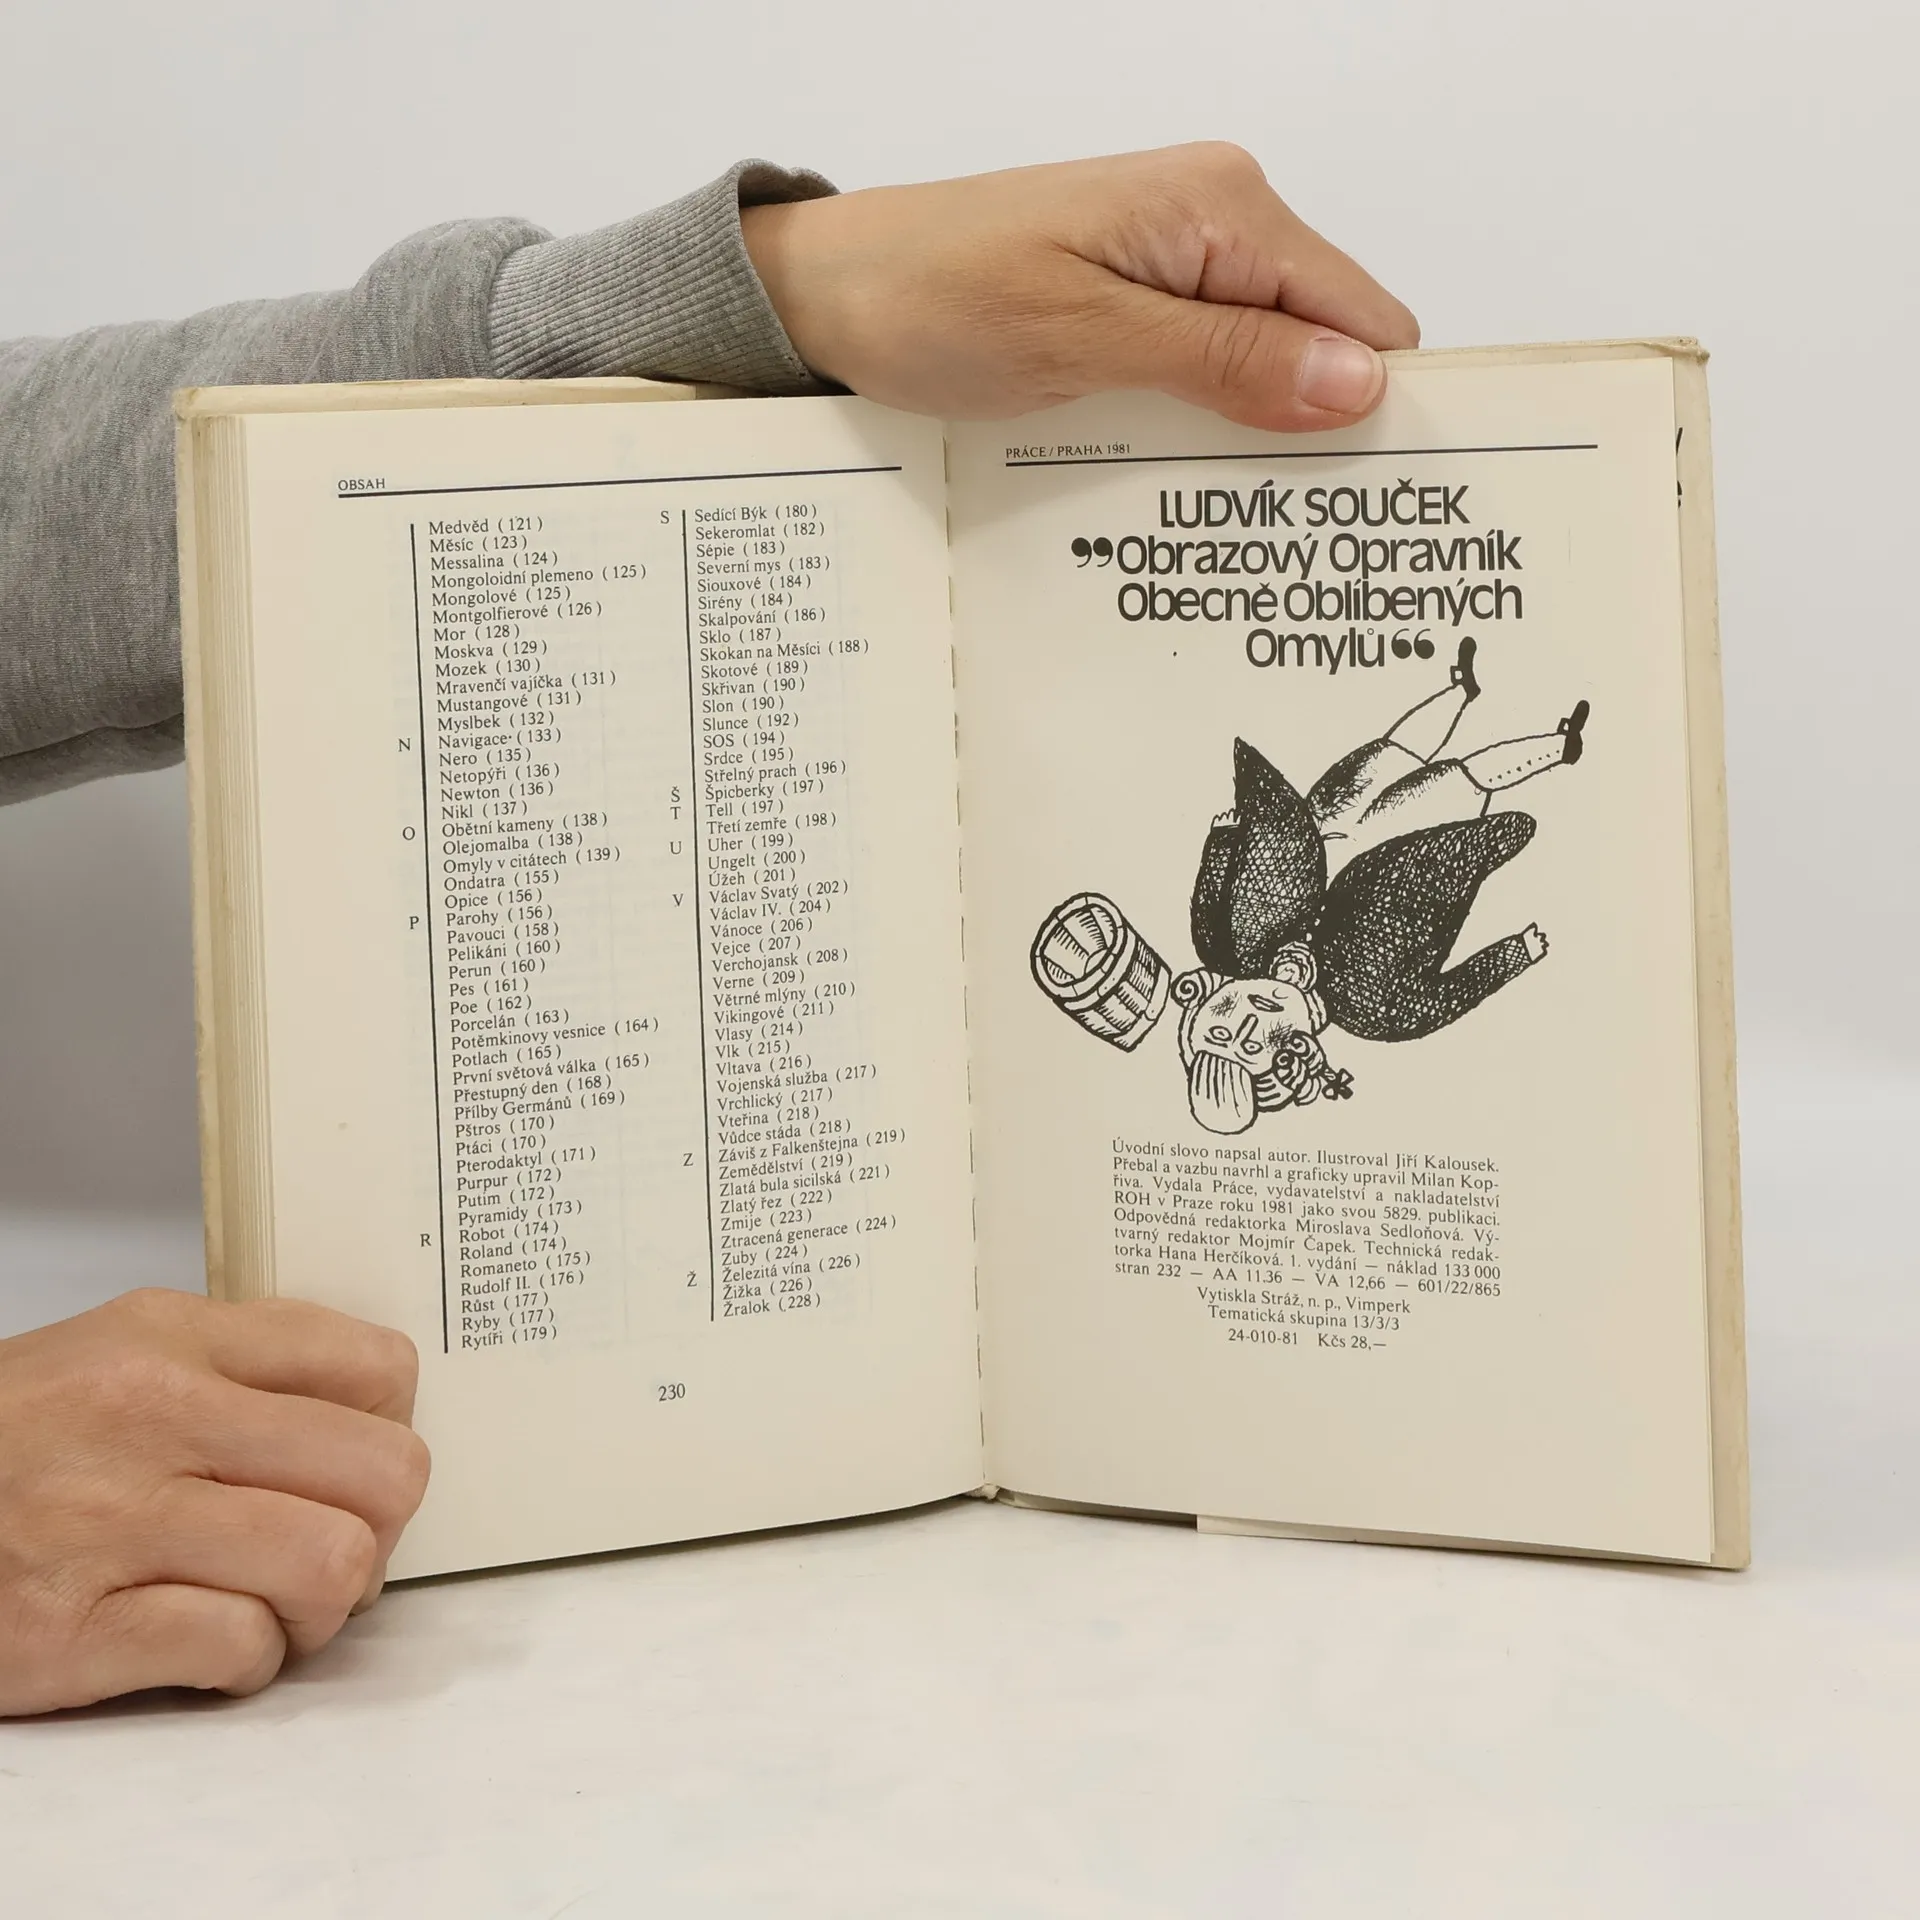 OBSAH
Medvěd ( 121 )
Měsíc ( 123 )
Messalina ( 124 )
Mongoloidní plemeno ( 125 )
Mongolové ( 125 )
Montgolfierové ( 126 )
Mor ( 128 )
Moskva ( 129 )
Mozek ( 130 )
Mravenčí vajíčka ( 131 )
Mustangové ( 131 )
Myslbek ( 132 )
N Navigace ( 133 )
Nero ( 135 )
Netopýři ( 136 )
Newton ( 136 )
Nikl ( 137 )
O Obětní kameny ( 138 )
Olejomalba ( 138 )
Omyly v citátech ( 139 )
Ondatra ( 155 )
Opice ( 156 )
P Parohy ( 156 )
Pavouci ( 158 )
Pelikáni ( 160 )
Perun ( 160 )
Pes ( 161 )
Poe ( 162 )
Porcelán ( 163 )
Potěmkinovy vesnice ( 164 )
Potlach ( 165 )
První světová válka ( 165 )
Přestupný den ( 168 )
Přílby Germánů ( 169 )
Pštros ( 170 )
Ptáci ( 170 )
Pterodaktyl ( 171 )
Purpur ( 172 )
Putim ( 172 )
Pyramidy ( 173 )
R Robot ( 174 )
Roland ( 174 )
Romaneto ( 175 )
Rudolf II. ( 176 )
Růst ( 177 )
Ryby ( 177 )
Rytíři ( 179 )
S Sedící Býk ( 180 )
Sekeromlat ( 182 )
Sépie ( 183 )
Severní mys ( 183 )
Siouxové ( 184 )
Sirény ( 184 )
Skalpování ( 186 )
Sklo ( 187 )
Skokan na Měsíci ( 188 )
Skotové ( 189 )
Skřivan ( 190 )
Slon ( 190 )
Slunce ( 192 )
SOS ( 194 )
Srdce ( 195 )
Střelný prach ( 196 )
Š Špicberky ( 197 )
T Tell ( 197 )
Třetí zemře ( 198 )
U Uher ( 199 )
Ungelt ( 200 )
Úžeh ( 201 )
V Václav Svatý ( 202 )
Václav IV. ( 204 )
Vánoce ( 206 )
Vejce ( 207 )
Verchojansk ( 208 )
Verne ( 209 )
Větrné mlýny ( 210 )
Vikingové ( 211 )
Vlasy ( 214 )
Vlk ( 215 )
Vltava ( 216 )
Vojenská služba ( 217 )
Vrchlický ( 217 )
Vteřina ( 218 )
Vůdce stáda ( 218 )
Z Záviš z Falkenštejna ( 219 )
Zemědělství ( 219 )
Zlatá bula sicilská ( 221 )
Zlatý řez ( 222 )
Zmije ( 223 )
Ztracená generace ( 224 )
Zuby ( 224 )
Ž Železitá vína ( 226 )
Žižka ( 226 )
Žralok ( 228 )
230
PRÁCE / PRAHA 1981
LUDVÍK SOUČEK
”Obrazový Opravník
Obecně Oblíbených
Omylů“
Úvodní slovo napsal autor. Ilustroval Jiří Kalousek.
Přebal a vazbu navrhl a graficky upravil Milan Kop-
řiva. Vydala Práce, vydavatelství a nakladatelství
ROH v Praze roku 1981 jako svou 5829. publikaci.
Odpovědná redaktorka Miroslava Sedloňová. Vý-
tvarný redaktor Mojmír Čapek. Technická redak-
torka Hana Herčíková. 1. vydání — náklad 133 000
stran 232 — AA 11.36 — VA 12,66 — 601/22/865
Vytiskla Stráž, n. p., Vimperk
Tematická skupina 13/3/3
24-010-81 Kčs 28,—